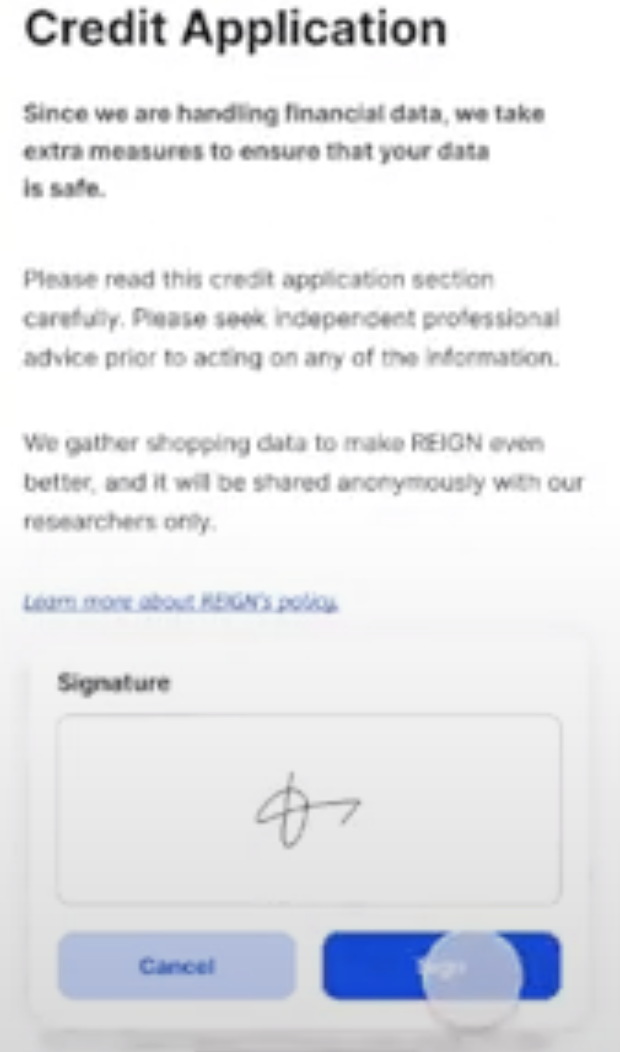 Credit Application
Since we are handling financial data, we take
extra measures to ensure that your data
is safe.
Please read this credit application section
carefully. Please seek independent professional
advice prior to acting on any of the information.
We gather shopping data to make REIGN even
better, and it will be shared anonymously with our
researchers only.
Learn more about REIGN's policy.
Signature
Cancel
Sign